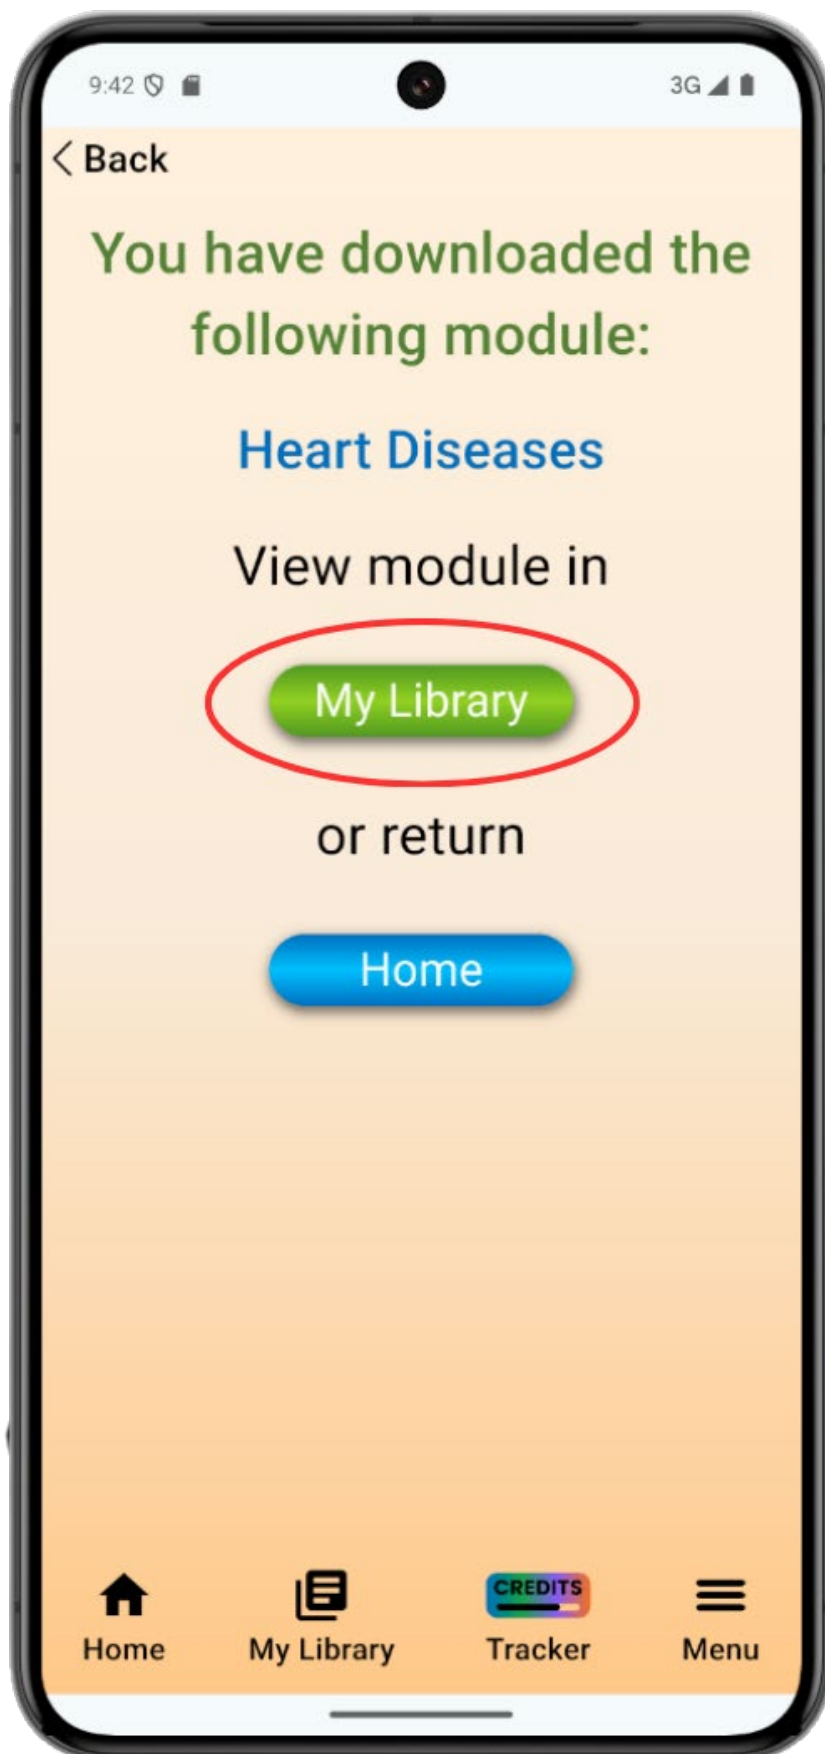 9:42
3G
Back
You have downloaded the
following module:
Heart Diseases
View module in
My Library
or return
Home
CREDITS
Home
My Library
Tracker
Menu